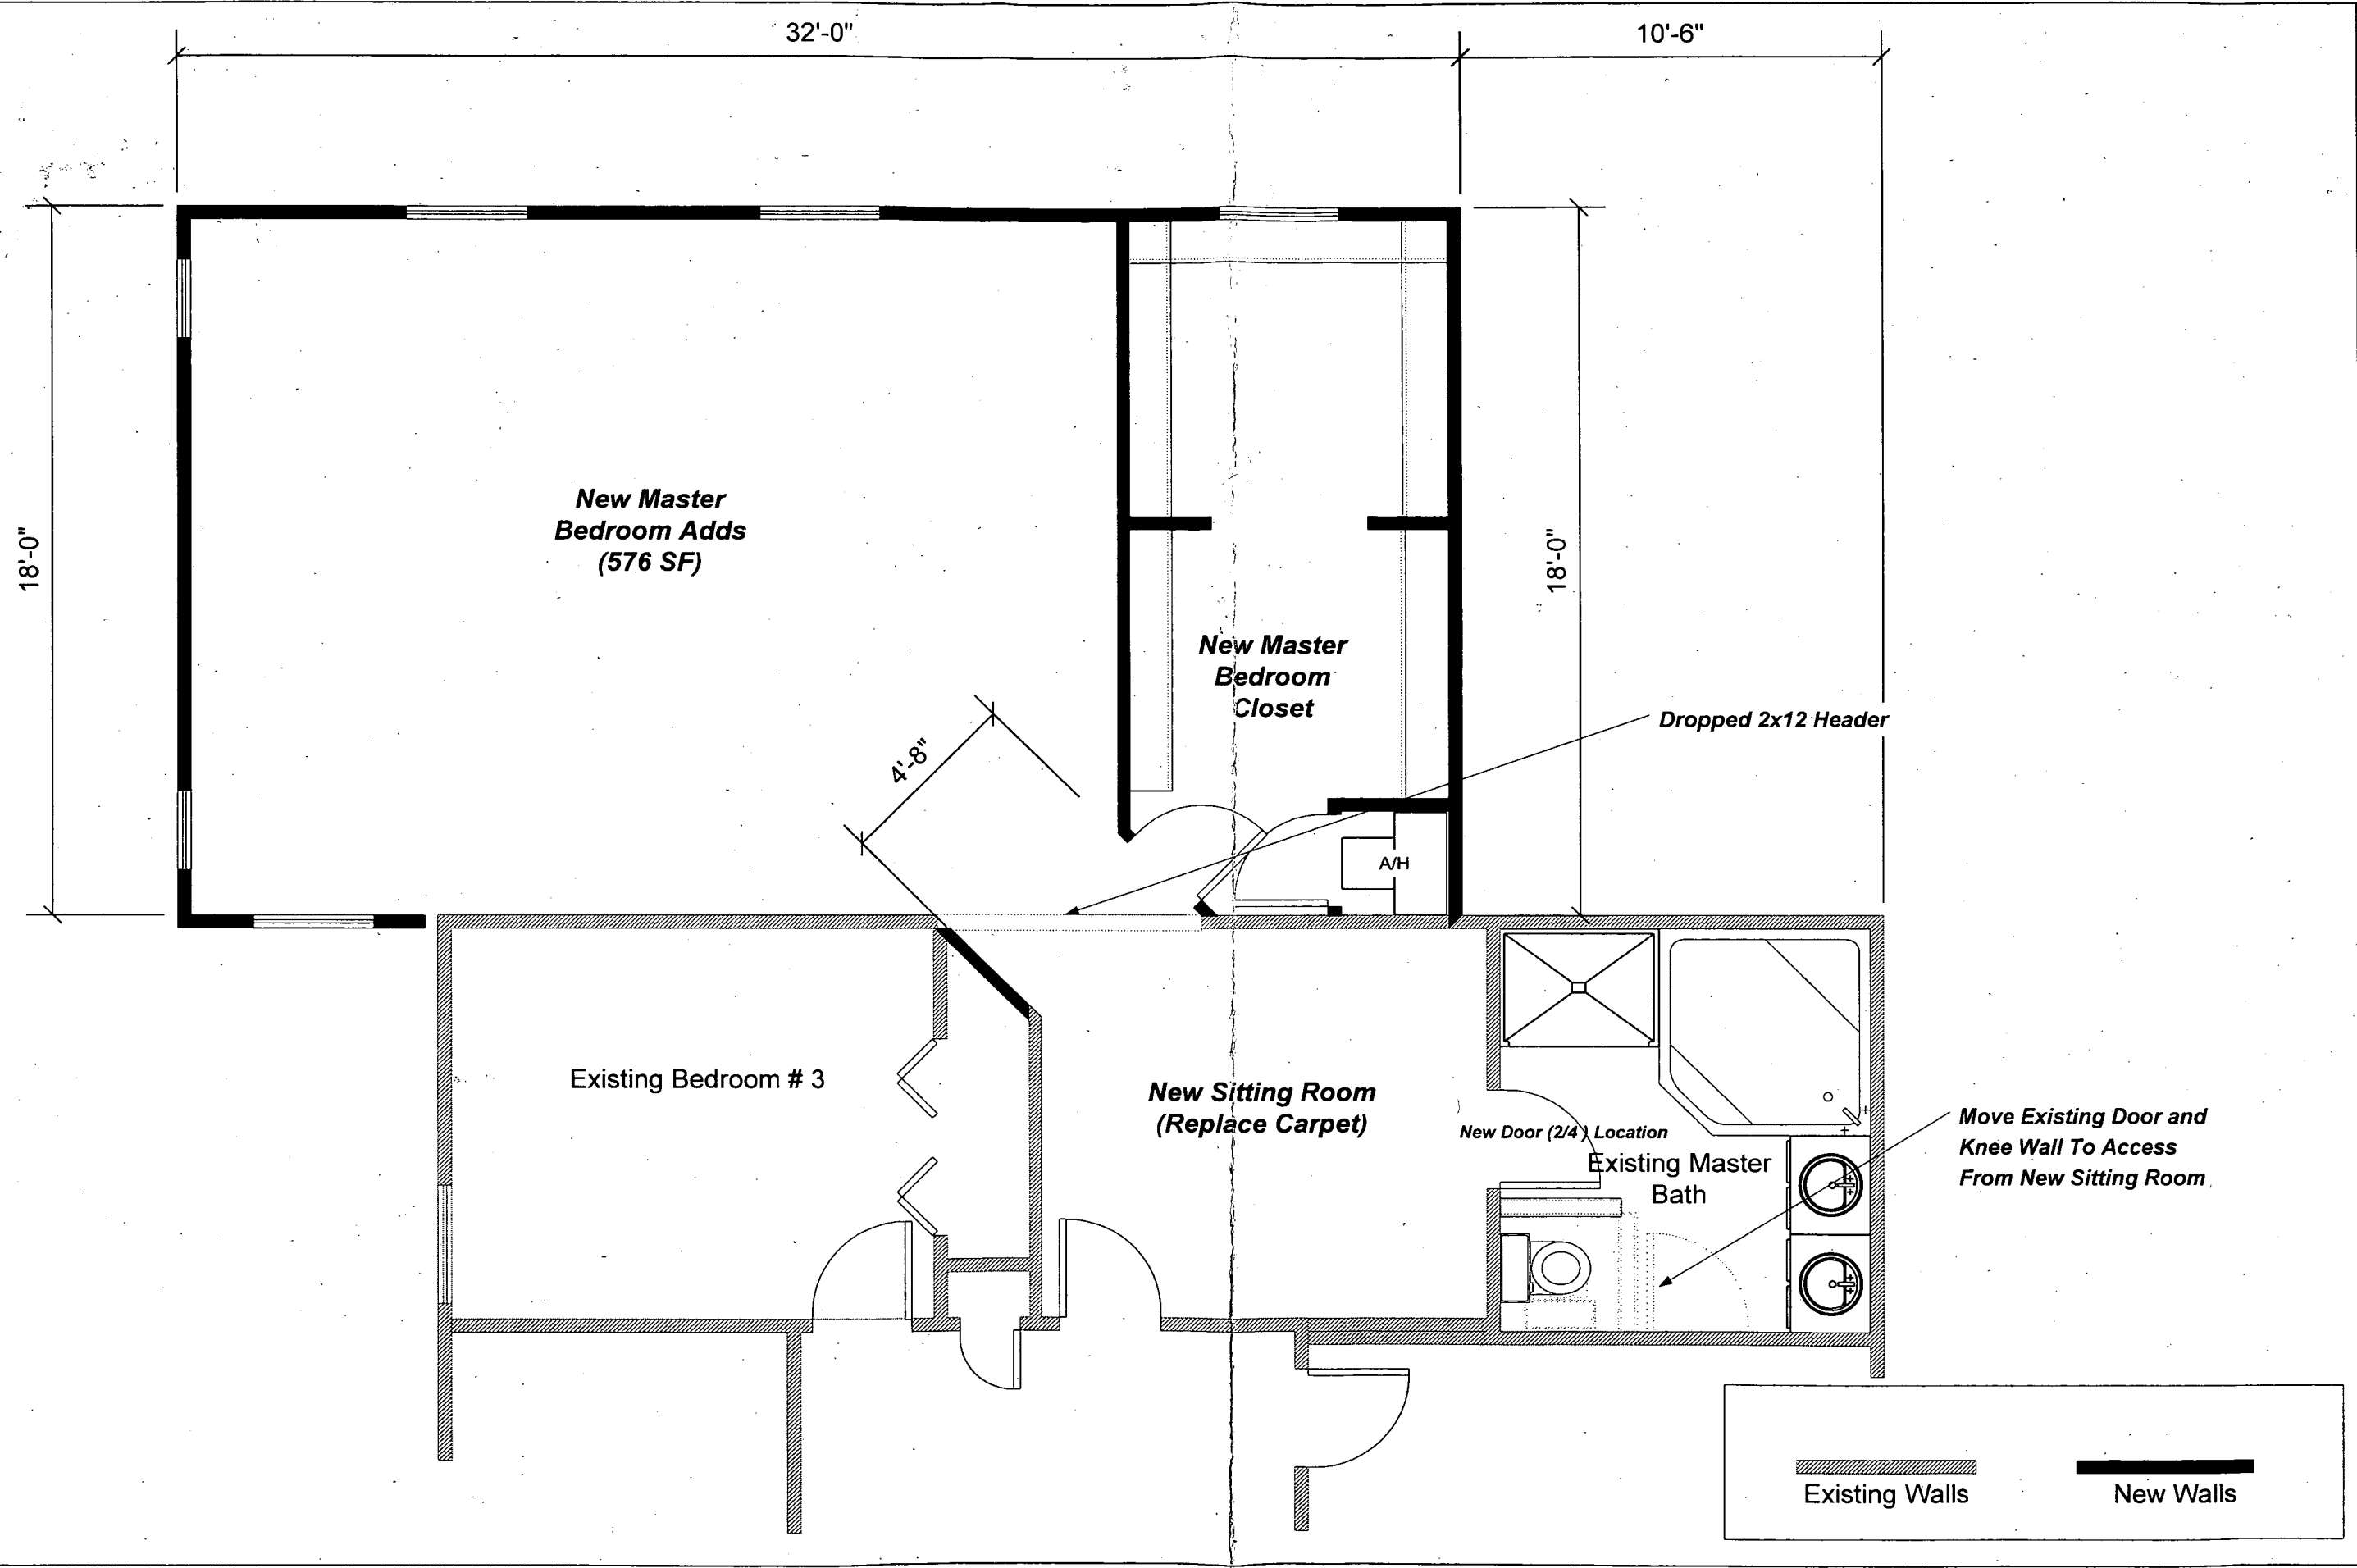 32'-0"
10'-6"
18'-0"
New Master
Bedroom Adds
(576 SF)
18'-0"
New Master
Bedroom
Closet
Dropped 2x12 Header
4'-8"
A/H
Existing Bedroom # 3
New Sitting Room
(Replace Carpet)
New Door (2/4) Location
Existing Master
Bath
Move Existing Door and
Knee Wall To Access
From New Sitting Room
Existing Walls
New Walls